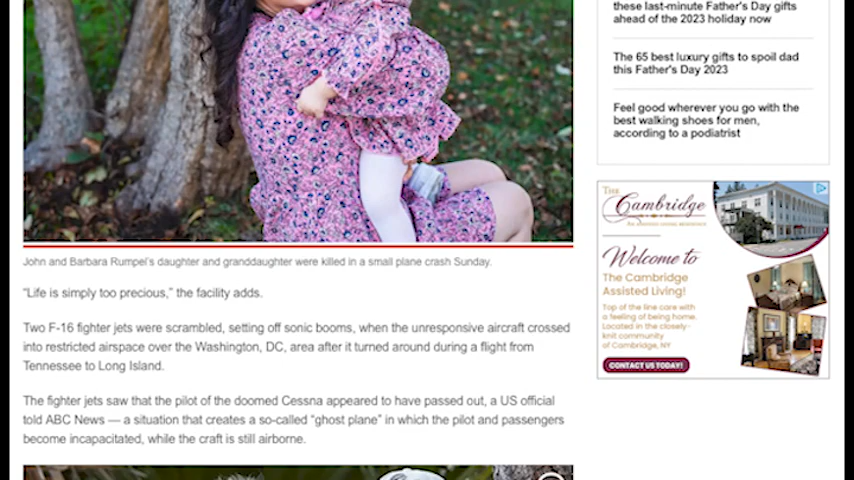 these last-minute Father's Day gifts
ahead of the 2023 holiday now
The 65 best luxury gifts to spoil dad
this Father's Day 2023
Feel good wherever you go with the
best walking shoes for men,
according to a podiatrist
The
Cambridge
Welcome to
The Cambridge
Assisted Living!
Top of the line care with
a feeling of being home.
Located in the closely-
knit community
of Cambridge, NY
CONTACT US TODAY!
John and Barbara Rumpel's daughter and granddaughter were killed in a small plane crash Sunday.
“Life is simply too precious,” the facility adds.
Two F-16 fighter jets were scrambled, setting off sonic booms, when the unresponsive aircraft crossed
into restricted airspace over the Washington, DC, area after it turned around during a flight from
Tennessee to Long Island.
The fighter jets saw that the pilot of the doomed Cessna appeared to have passed out, a US official
told ABC News — a situation that creates a so-called “ghost plane” in which the pilot and passengers
become incapacitated, while the craft is still airborne.